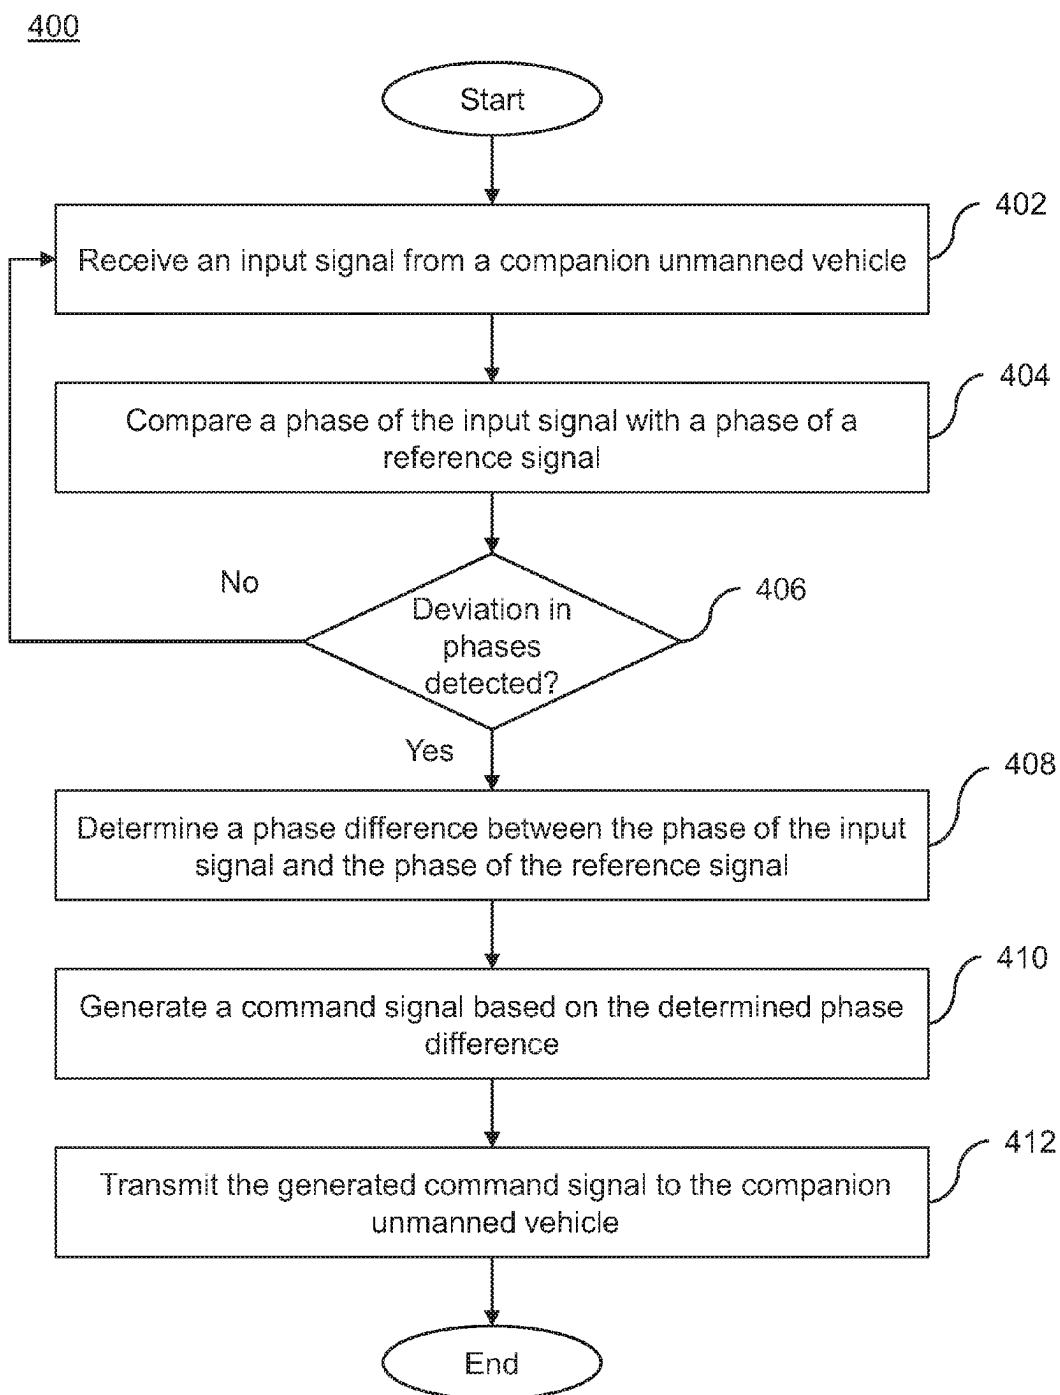 400
Start
402
Receive an input signal from a companion unmanned vehicle
404
Compare a phase of the input signal with a phase of a
reference signal
No
406
Deviation in
phases
detected?
Yes
408
Determine a phase difference between the phase of the input
signal and the phase of the reference signal
410
Generate a command signal based on the determined phase
difference
412
Transmit the generated command signal to the companion
unmanned vehicle
End